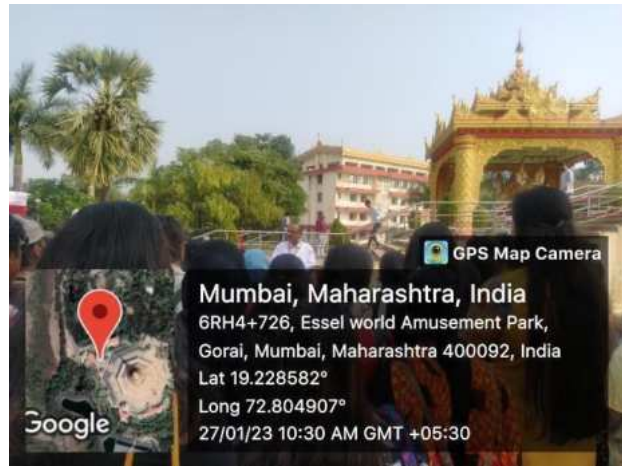 GPS Map Camera
Mumbai, Maharashtra, India
6RH4+726, Essel world Amusement Park,
Gorai, Mumbai, Maharashtra 400092, India
Lat 19.228582°
Long 72.804907°
27/01/23 10:30 AM GMT +05:30
Google